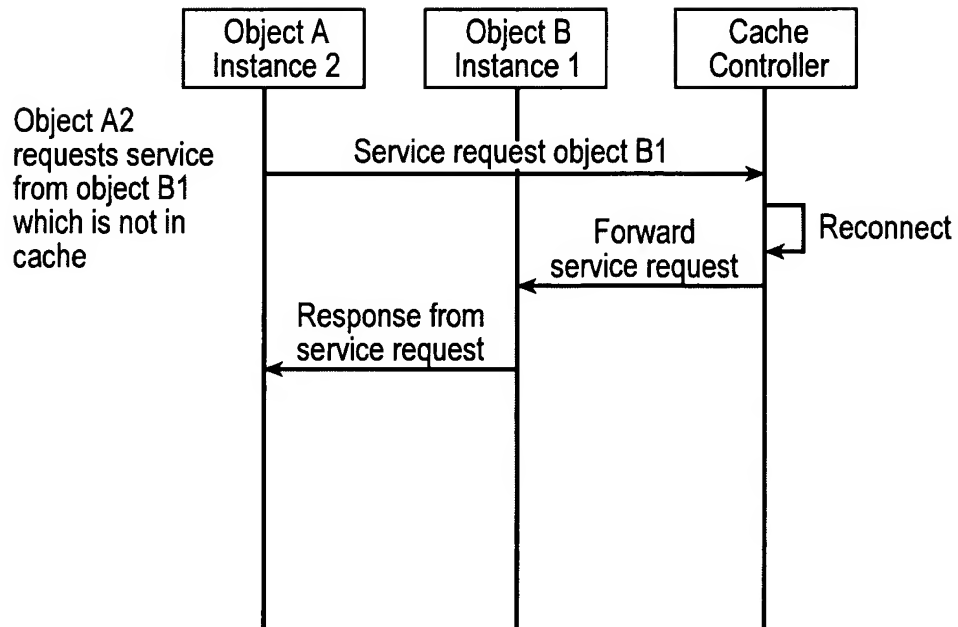 Object A
Instance 2
Object B
Instance 1
Cache
Controller
Object A2
requests service
from object B1
which is not in
cache
Service request object B1
Reconnect
Forward
service request
Response from
service request